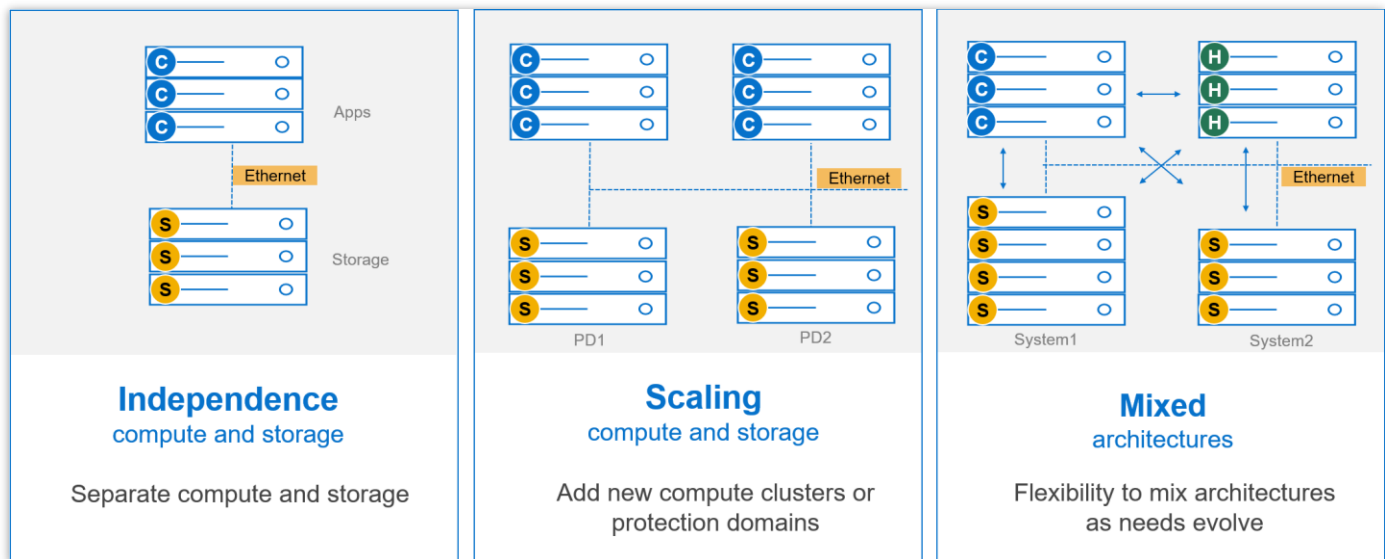 C
C
C
Apps
Ethernet
S
S
S
Storage
Independence
compute and storage
Separate compute and storage
C
C
C
C
C
C
Ethernet
S
S
S
S
S
S
PD1
PD2
Scaling
compute and storage
Add new compute clusters or
protection domains
C
H
C
H
C
H
Ethernet
S
S
S
S
S
S
S
System1
System2
Mixed
architectures
Flexibility to mix architectures
as needs evolve